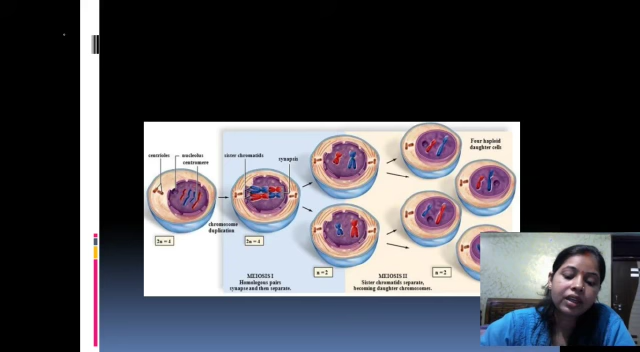 centrioles
nucleolus
centromere
sister chromatids
synapsis
Four haploid
daughter cells
chromosome
duplication
2n = 4
2n = 4
n = 2
n = 2
MEIOSIS I
Homologous pairs
synapse and then separate.
MEIOSIS II
Sister chromatids separate,
becoming daughter chromosomes.